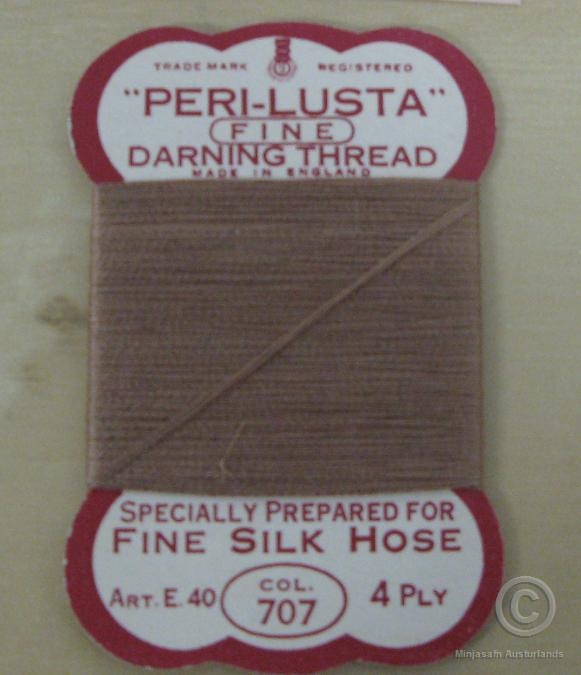 TRADE MARK REGISTERED
"PERI-LUSTA"
FINE
DARNING THREAD
MADE IN ENGLAND
SPECIALLY PREPARED FOR
FINE SILK HOSE
ART. E. 40 COL. 707 4 PLY
©
Minjasafn Austurlands